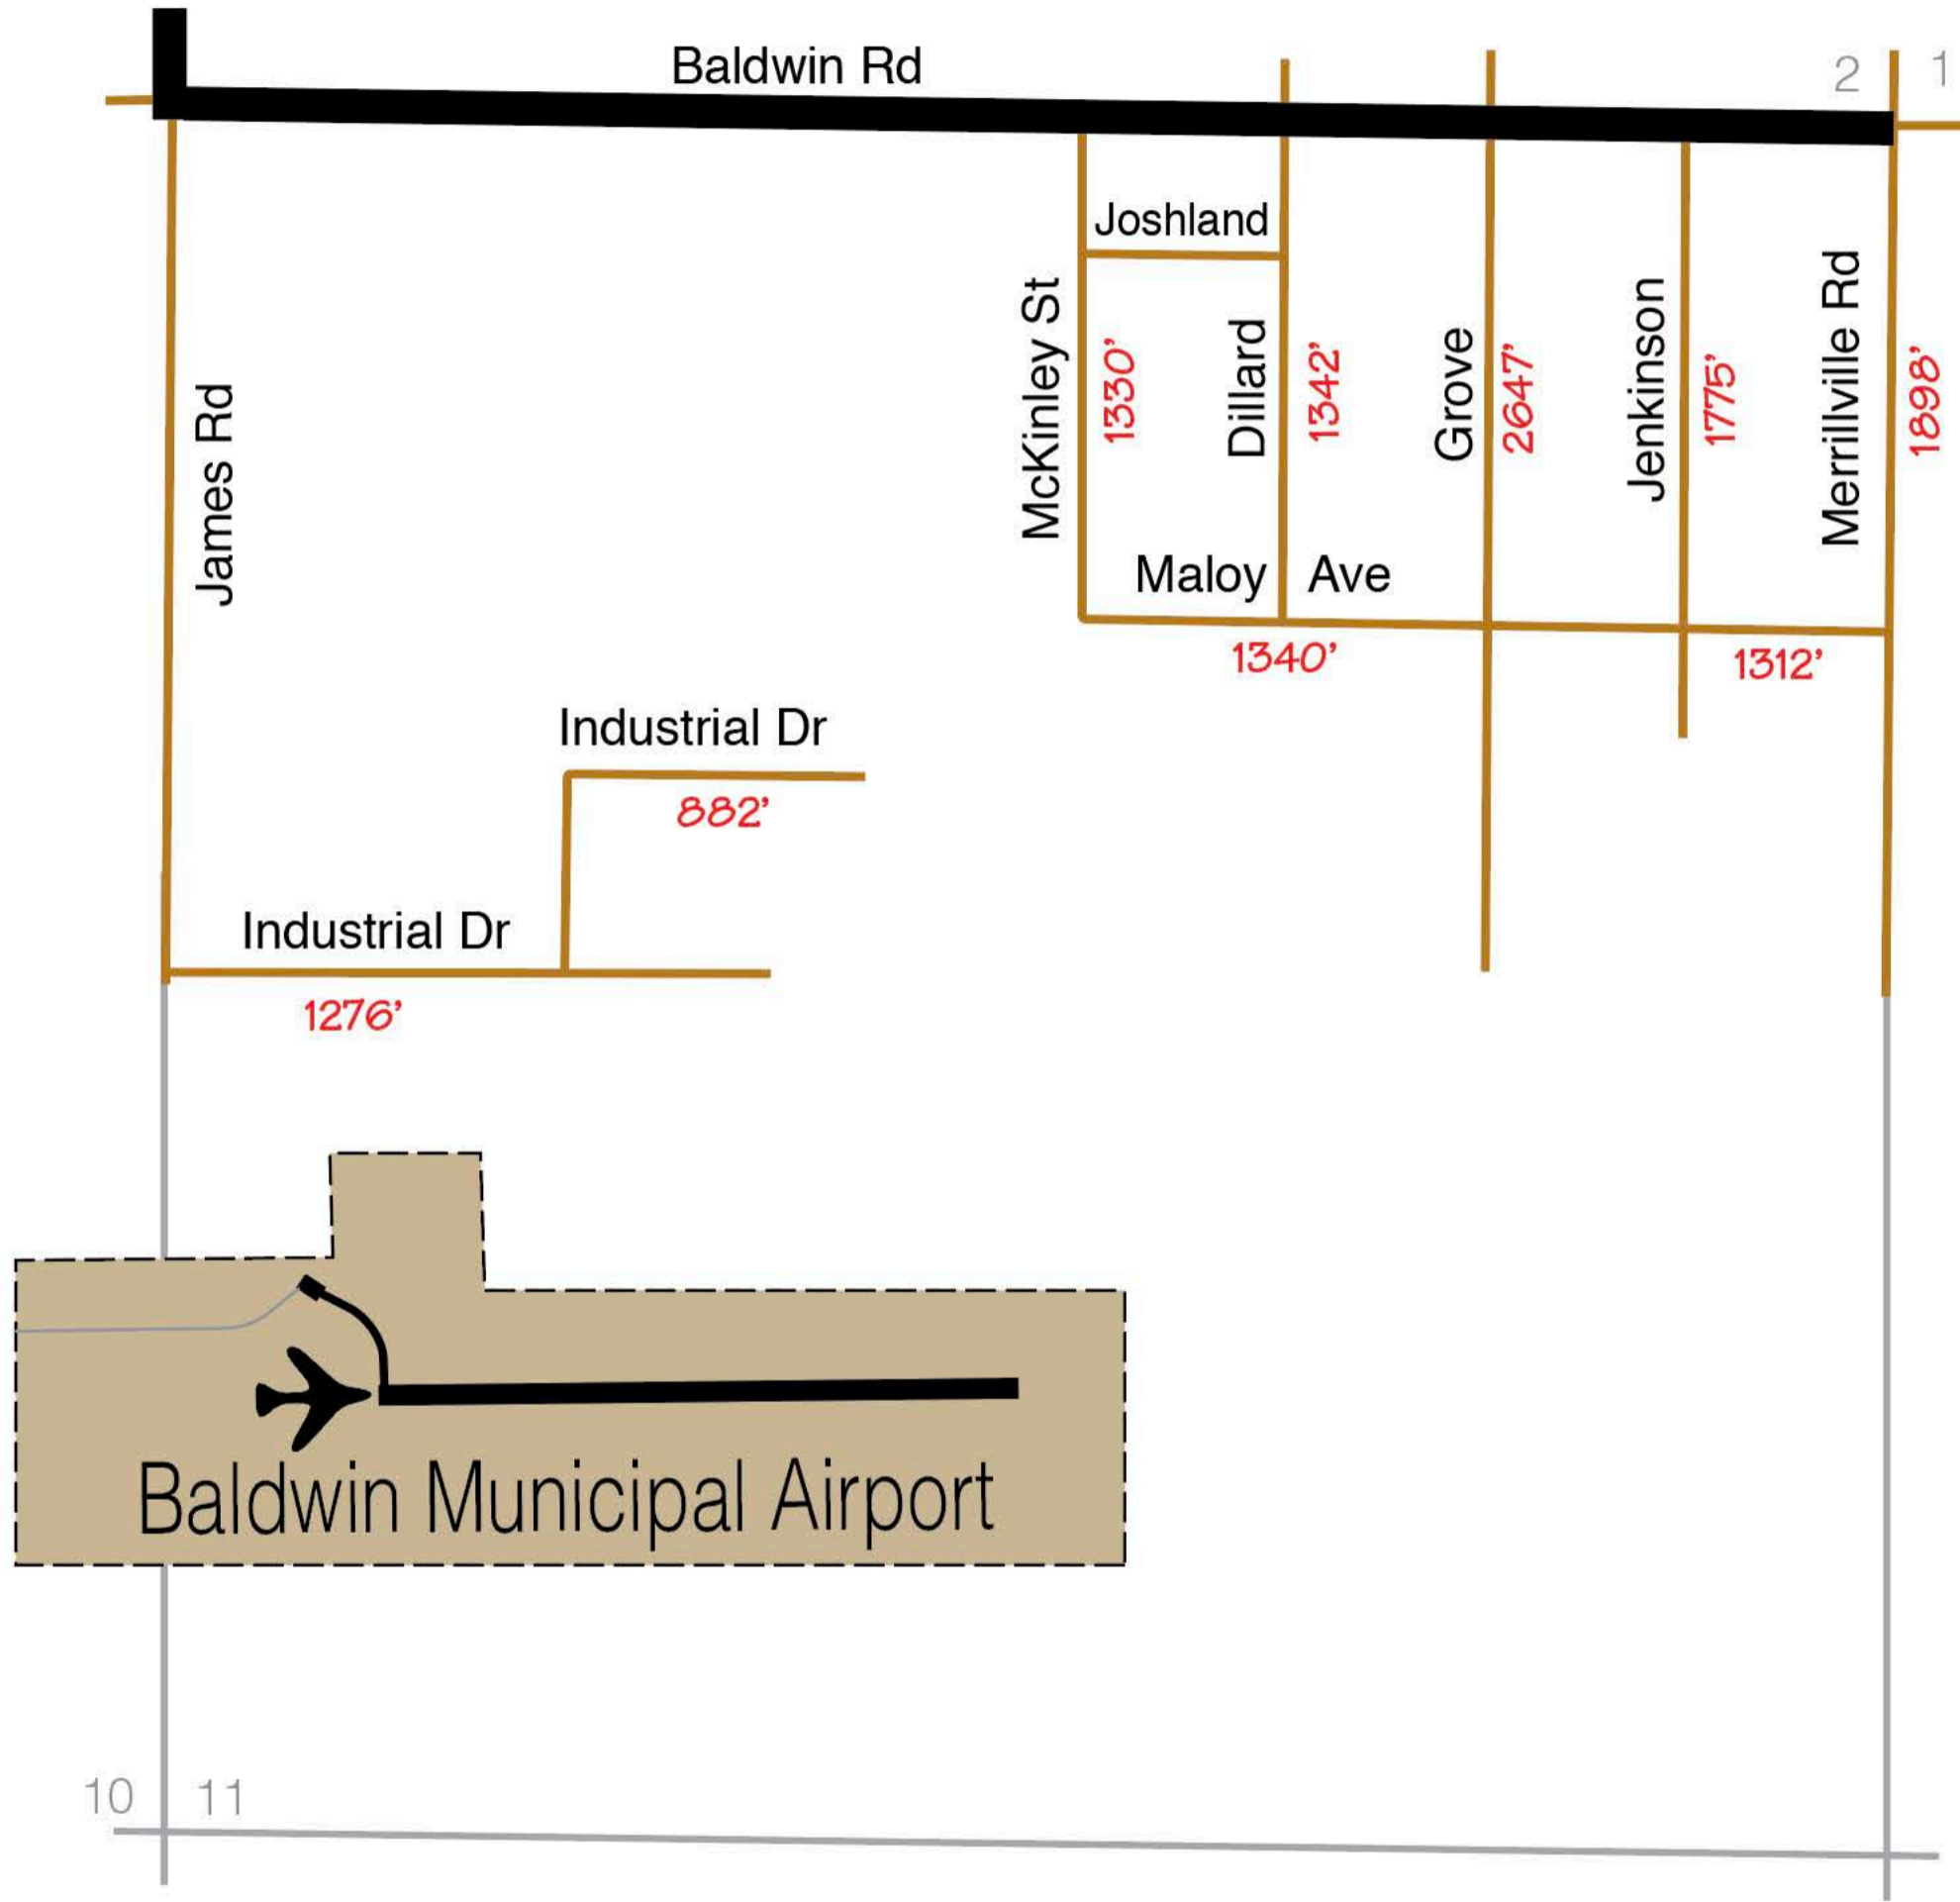 Baldwin Rd
2
1
Joshland
James Rd
McKinley St
1330’
Dillard
1342’
Grove
2647’
Jenkinson
1775’
Merrillville Rd
1898’
Maloy Ave
1340’
1312’
Industrial Dr
882’
Industrial Dr
1276’
Baldwin Municipal Airport
10
11